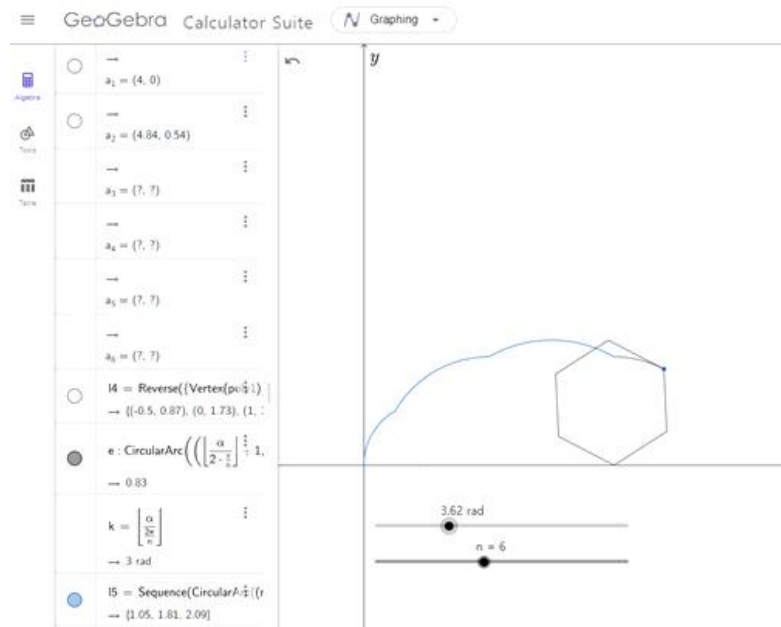 GeoGebra Calculator Suite
Graphing
Algebra
Tools
Table
a₁ = (4, 0)
a₂ = (4.84, 0.54)
a₃ = (?, ?)
a₄ = (?, ?)
a₅ = (?, ?)
a₆ = (?, ?)
l4 = Reverse({Vertex(
→ {(-0.5, 0.87), (0, 1.73), (1,
e : CircularArc(((⌊α / 2 ·
→ 0.83
k = ⌊α / (2π / n)⌋
→ 3 rad
l5 = Sequence(CircularA
→ {1.05, 1.81, 2.09}
y
3.62 rad
n = 6